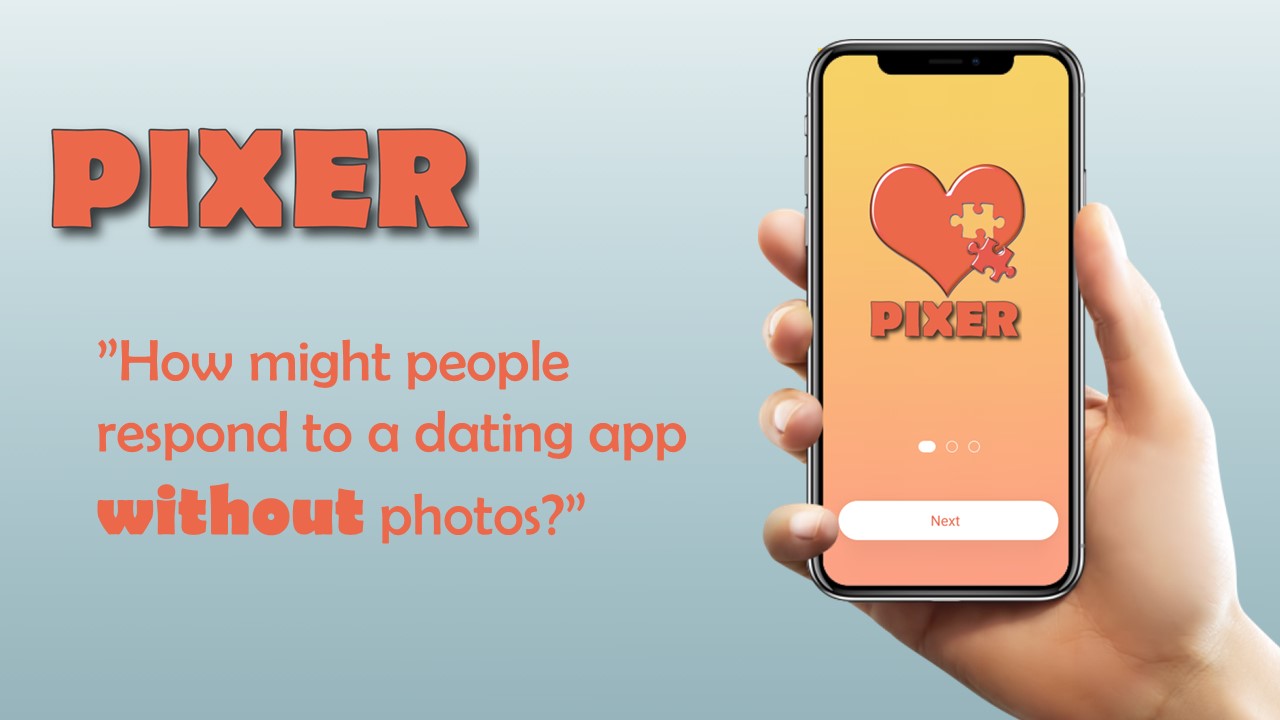 PIXER
”How might people
respond to a dating app
without photos?”
PIXER
Next